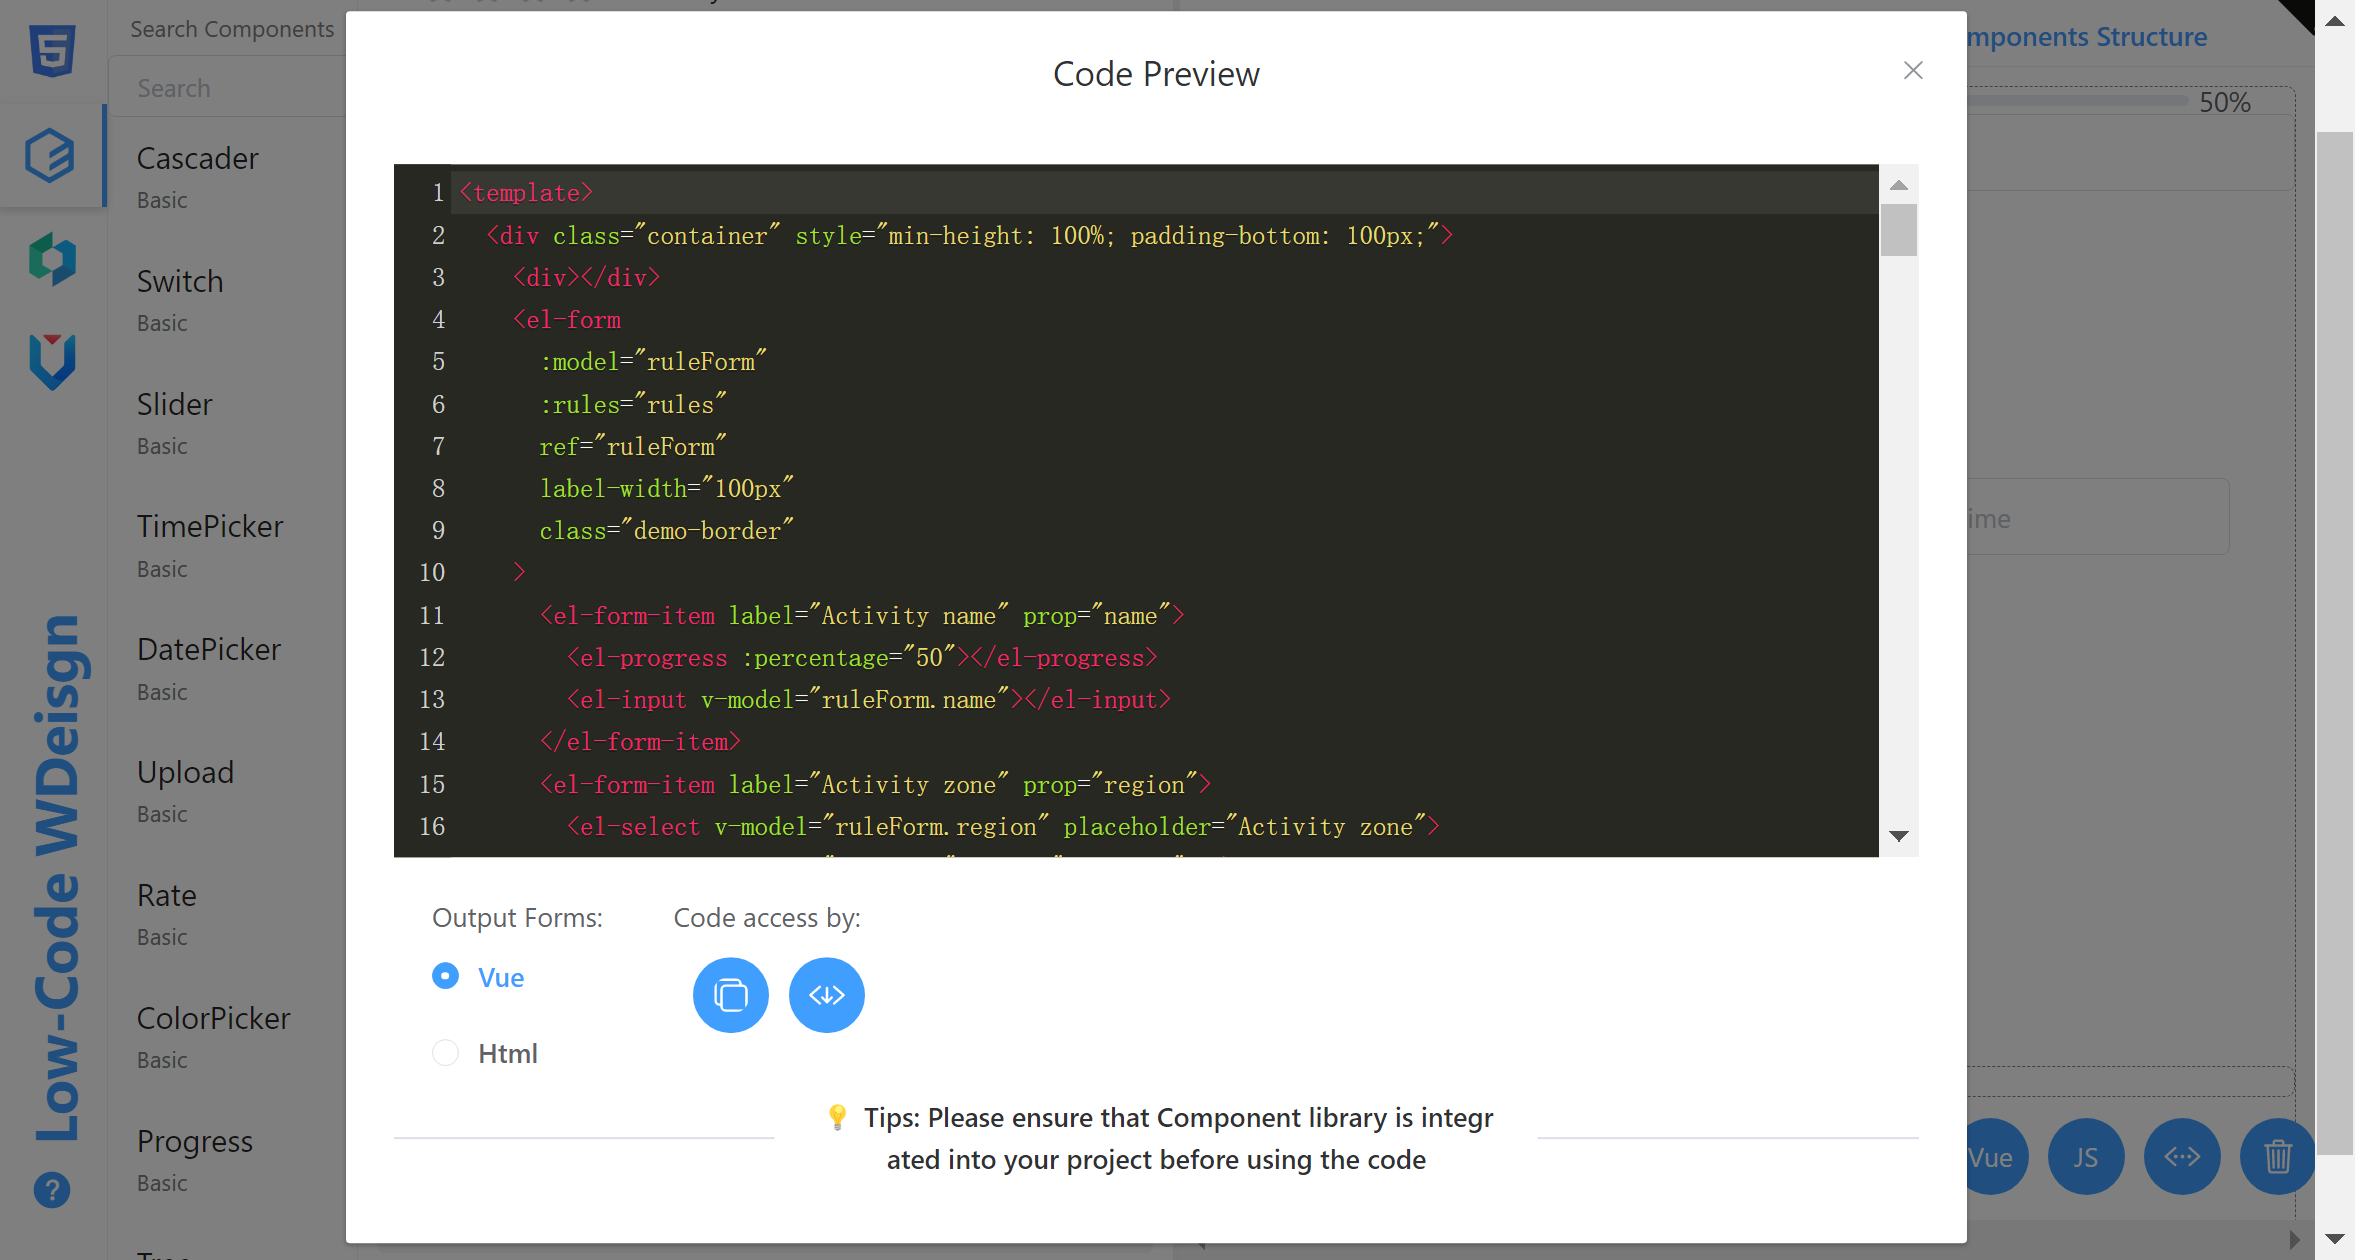 Search Components
Search
Cascader
Basic
Switch
Basic
Slider
Basic
TimePicker
Basic
DatePicker
Basic
Upload
Basic
Rate
Basic
ColorPicker
Basic
Progress
Basic
Low-Code WDeisgn
?
Code Preview
1 <template>
2 <div class="container" style="min-height: 100%; padding-bottom: 100px;">
3 <div></div>
4 <el-form
5 :model="ruleForm"
6 :rules="rules"
7 ref="ruleForm"
8 label-width="100px"
9 class="demo-border"
10 >
11 <el-form-item label="Activity name" prop="name">
12 <el-progress :percentage="50"></el-progress>
13 <el-input v-model="ruleForm.name"></el-input>
14 </el-form-item>
15 <el-form-item label="Activity zone" prop="region">
16 <el-select v-model="ruleForm.region" placeholder="Activity zone">
Output Forms:
Code access by:
Vue
Html
💡 Tips: Please ensure that Component library is integr
ated into your project before using the code
mponents Structure
50%
ime
Vue
JS